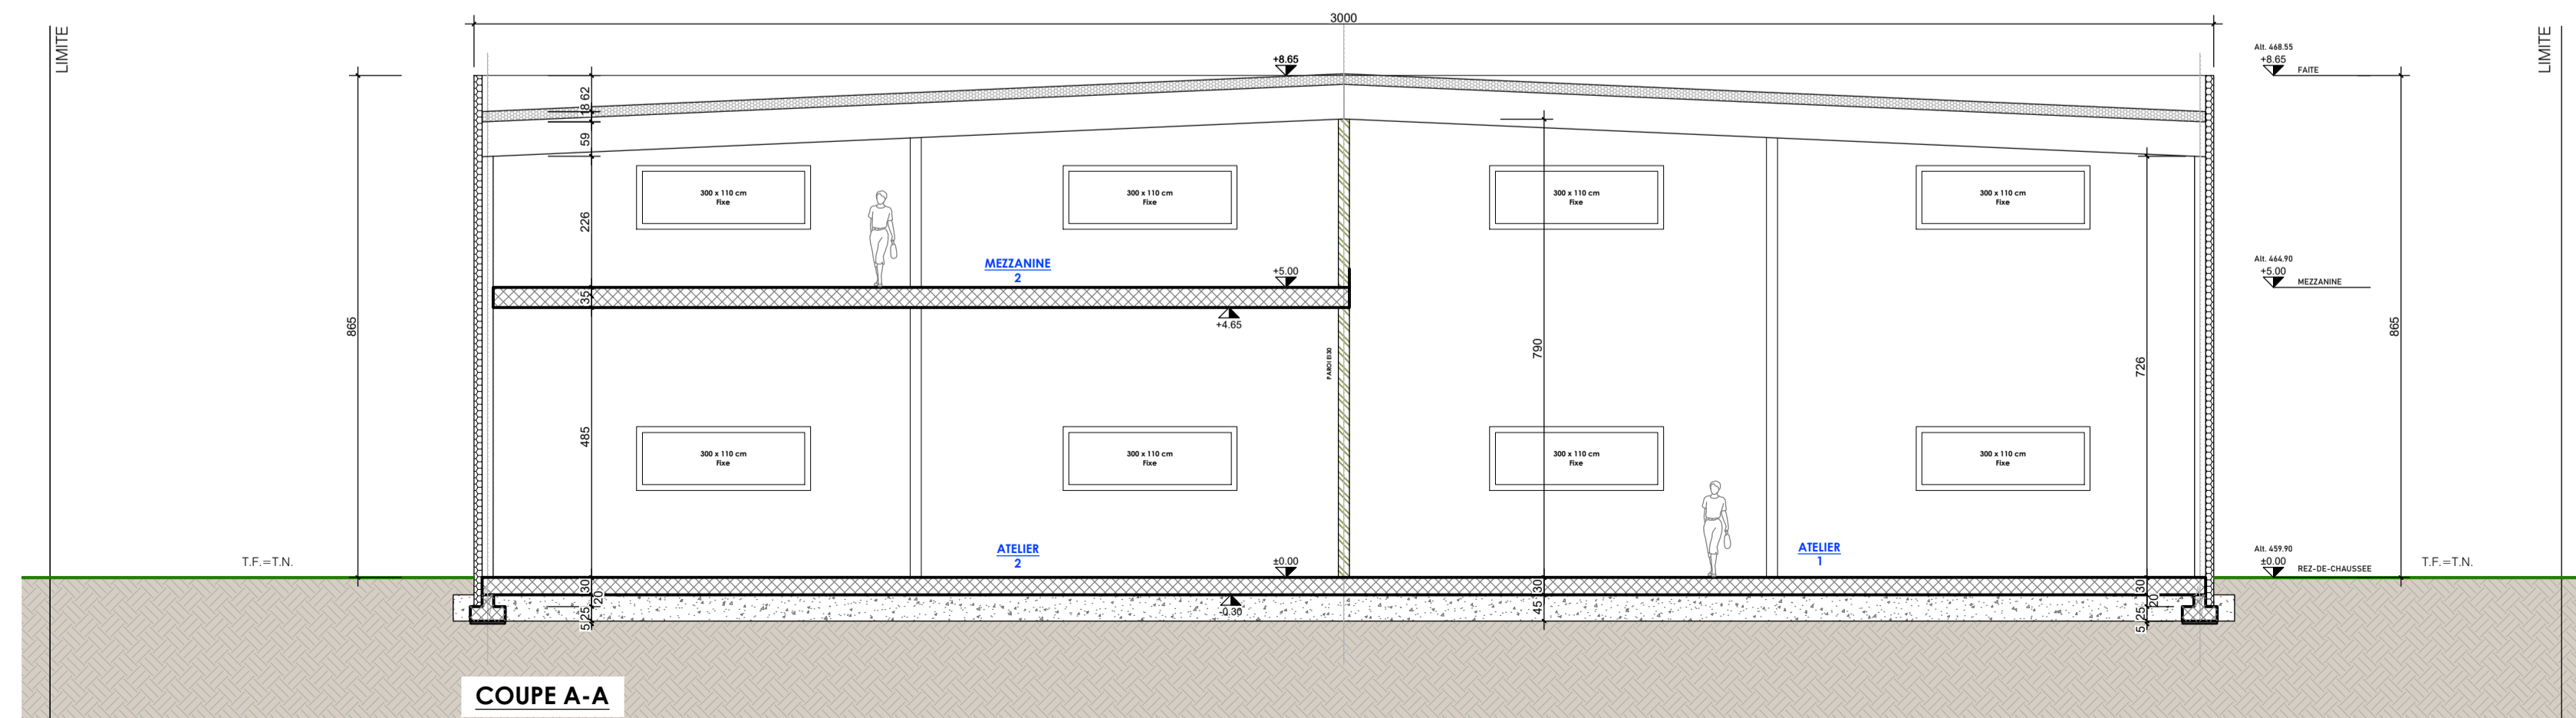 3000
LIMITE
LIMITE
Alt. 468.55
+8.65
FAITE
+8.65
62
18
59
300 x 110 cm
Fixe
300 x 110 cm
Fixe
300 x 110 cm
Fixe
300 x 110 cm
Fixe
226
MEZZANINE
2
+5.00
Alt. 464.90
+5.00
MEZZANINE
35
+4.65
865
PAROI EI30
790
726
865
485
300 x 110 cm
Fixe
300 x 110 cm
Fixe
300 x 110 cm
Fixe
300 x 110 cm
Fixe
ATELIER
2
ATELIER
1
±0.00
Alt. 459.90
±0.00
REZ-DE-CHAUSSEE
T.F.=T.N.
T.F.=T.N.
30
20
25
5
-0.30
30
45
30
20
25
5
COUPE A-A